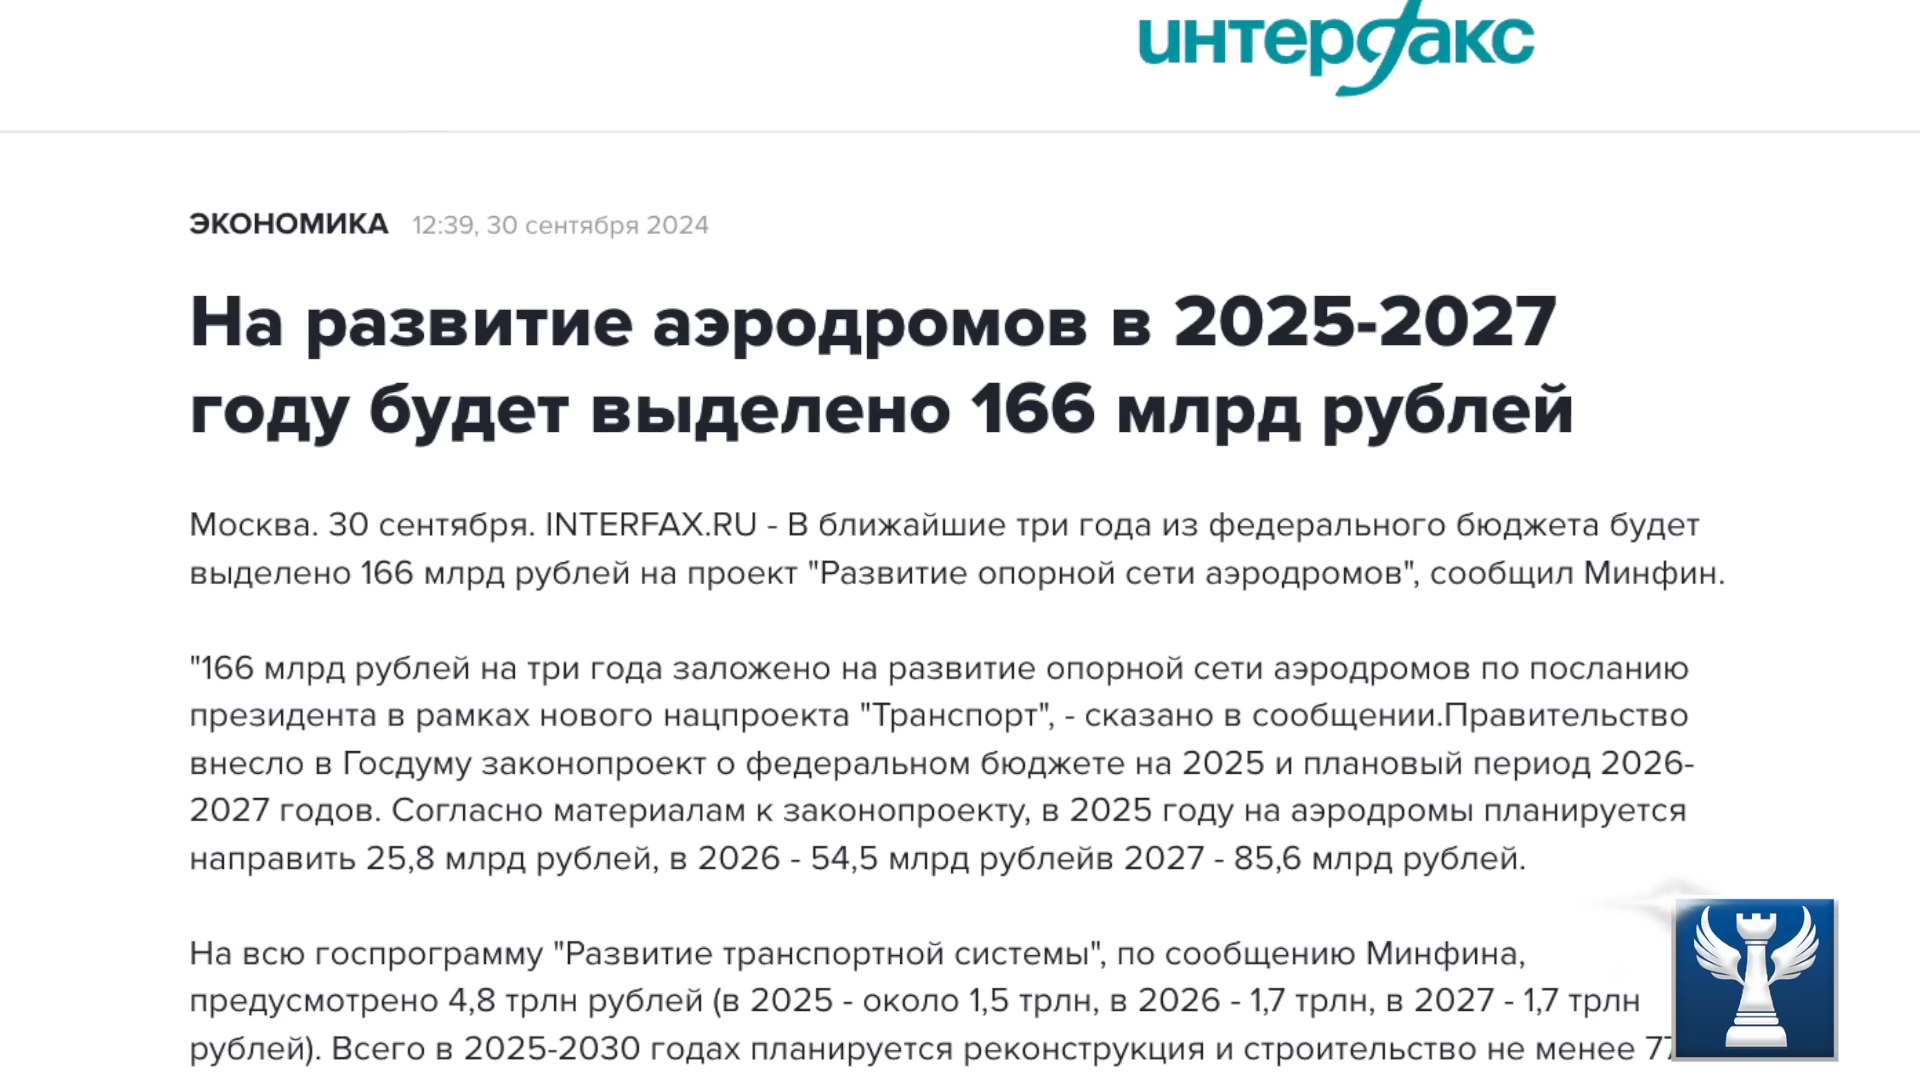 интерфакс
ЭКОНОМИКА 12:39, 30 сентября 2024
На развитие аэродромов в 2025-2027
году будет выделено 166 млрд рублей
Москва. 30 сентября. INTERFAX.RU - В ближайшие три года из федерального бюджета будет
выделено 166 млрд рублей на проект "Развитие опорной сети аэродромов", сообщил Минфин.
"166 млрд рублей на три года заложено на развитие опорной сети аэродромов по посланию
президента в рамках нового нацпроекта "Транспорт", - сказано в сообщении.Правительство
внесло в Госдуму законопроект о федеральном бюджете на 2025 и плановый период 2026-
2027 годов. Согласно материалам к законопроекту, в 2025 году на аэродромы планируется
направить 25,8 млрд рублей, в 2026 - 54,5 млрд рублейв 2027 - 85,6 млрд рублей.
На всю госпрограмму "Развитие транспортной системы", по сообщению Минфина,
предусмотрено 4,8 трлн рублей (в 2025 - около 1,5 трлн, в 2026 - 1,7 трлн, в 2027 - 1,7 трлн
рублей). Всего в 2025-2030 годах планируется реконструкция и строительство не менее